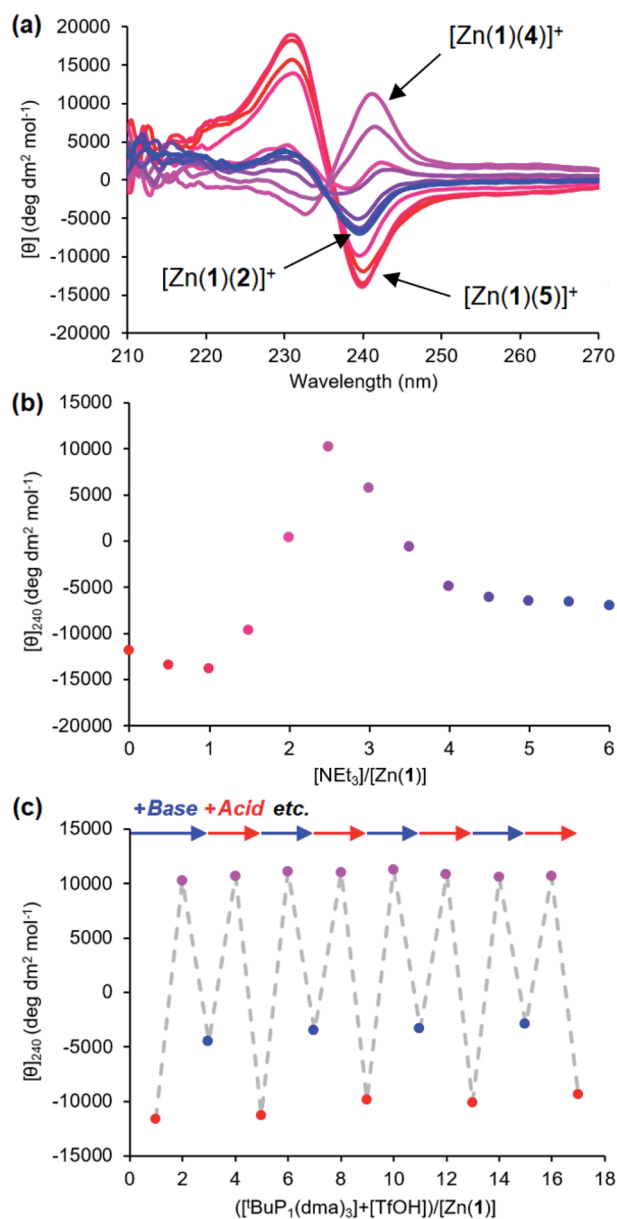 (a)
20000
15000
10000
5000
0
-5000
-10000
-15000
-20000
[θ] (deg dm² mol⁻¹)
[Zn(1)(4)]⁺
[Zn(1)(2)]⁺
[Zn(1)(5)]⁺
210 220 230 240 250 260 270
Wavelength (nm)
(b)
15000
10000
5000
0
-5000
-10000
-15000
-20000
[θ]₂₄₀ (deg dm² mol⁻¹)
0 1 2 3 4 5 6
[NEt₃]/[Zn(1)]
(c)
+Base +Acid etc.
15000
10000
5000
0
-5000
-10000
-15000
[θ]₂₄₀ (deg dm² mol⁻¹)
0 2 4 6 8 10 12 14 16 18
([ᵗBuP₁(dma)₃]+[TfOH])/[Zn(1)]